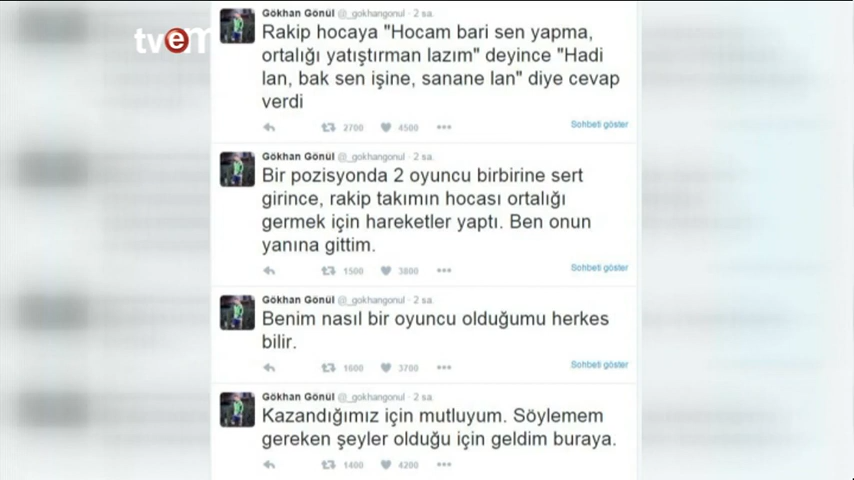 tvem
Gökhan Gönül @_gokhangonul · 2 sa.
Rakip hocaya "Hocam bari sen yapma,
ortalığı yatıştırman lazım" deyince "Hadi
lan, bak sen işine, sanane lan" diye cevap
verdi
2700 4500 Sohbeti göster
Gökhan Gönül @_gokhangonul · 2 sa.
Bir pozisyonda 2 oyuncu birbirine sert
girince, rakip takımın hocası ortalığı
germek için hareketler yaptı. Ben onun
yanına gittim.
1500 3800 Sohbeti göster
Gökhan Gönül @_gokhangonul · 2 sa.
Benim nasıl bir oyuncu olduğumu herkes
bilir.
1600 3700 Sohbeti göster
Gökhan Gönül @_gokhangonul · 2 sa.
Kazandığımız için mutluyum. Söylemem
gereken şeyler olduğu için geldim buraya.
1400 4200